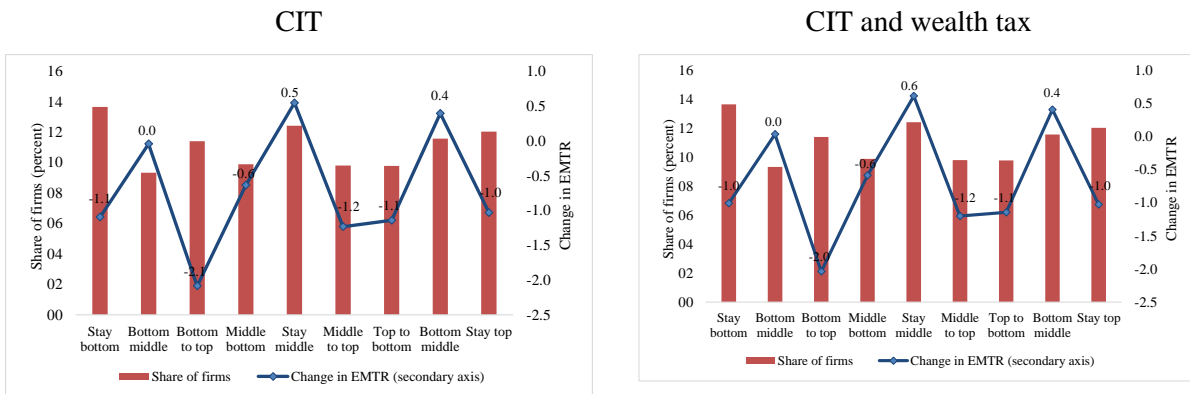 CIT
Share of firms (percent)
16
14
12
10
08
06
04
02
00
1.0
0.5
0.0
-0.5
-1.0
-1.5
-2.0
-2.5
Change in EMTR
-1.1
0.0
-2.1
-0.6
0.5
-1.2
-1.1
0.4
-1.0
Stay bottom
Bottom middle
Bottom to top
Middle bottom
Stay middle
Middle to top
Top to bottom
Bottom middle
Stay top
Share of firms
Change in EMTR (secondary axis)
CIT and wealth tax
Share of firms (percent)
16
14
12
10
08
06
04
02
00
1.0
0.5
0.0
-0.5
-1.0
-1.5
-2.0
-2.5
Change in EMTR
-1.0
0.0
-2.0
-0.6
0.6
-1.2
-1.1
0.4
-1.0
Stay bottom
Bottom middle
Bottom to top
Middle bottom
Stay middle
Middle to top
Top to bottom
Bottom middle
Stay top
Share of firms
Change in EMTR (secondary axis)